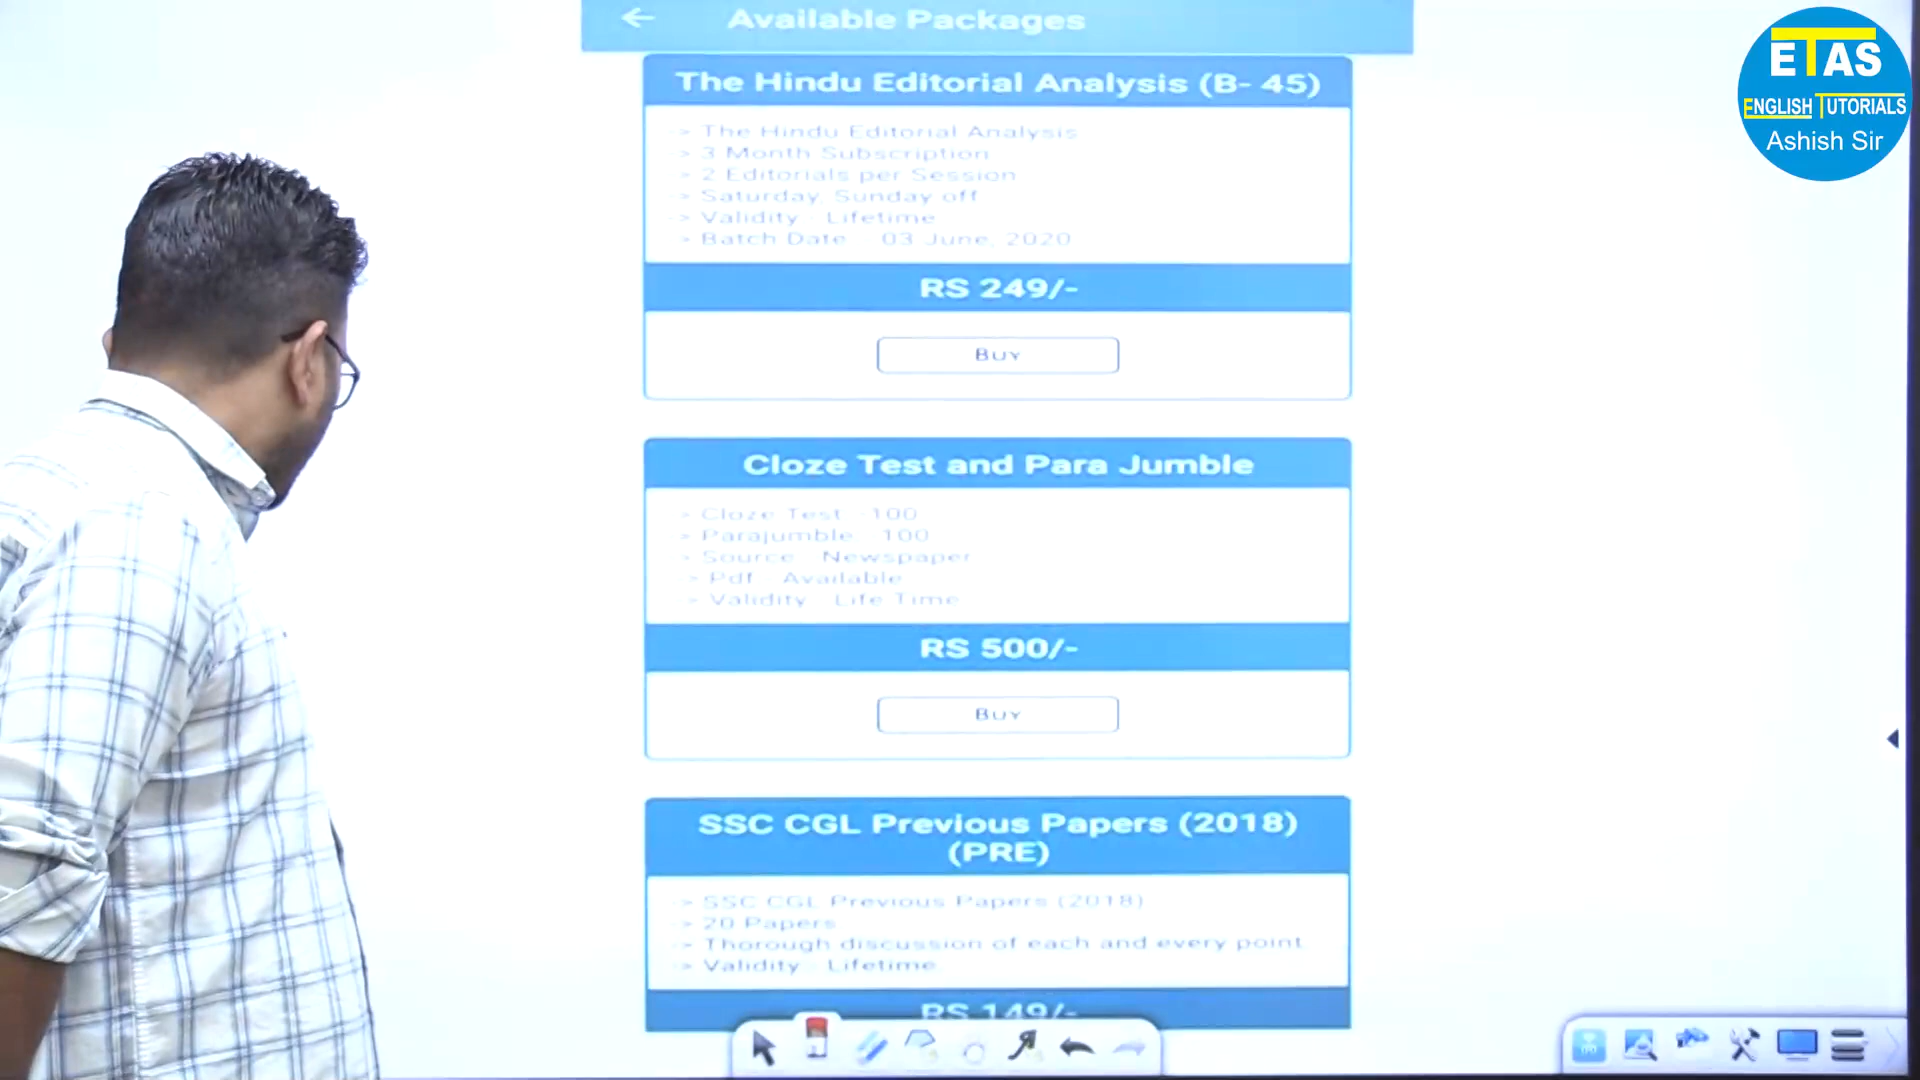 Available Packages
The Hindu Editorial Analysis (B- 45)
-> The Hindu Editorial Analysis
-> 3 Month Subscription
-> 2 Editorials per Session
-> Saturday, Sunday off
-> Validity - Lifetime
-> Batch Date - 03 June, 2020
RS 249/-
BUY
Cloze Test and Para Jumble
-> Cloze Test - 100
-> Parajumble - 100
-> Source - Newspaper
-> Pdf - Available
-> Validity - Life Time
RS 500/-
BUY
SSC CGL Previous Papers (2018)
(PRE)
-> SSC CGL Previous Papers (2018)
-> 20 Papers
-> Thorough discussion of each and every point
-> Validity - Lifetime
RS 149/-
ETAS
ENGLISH TUTORIALS
Ashish Sir